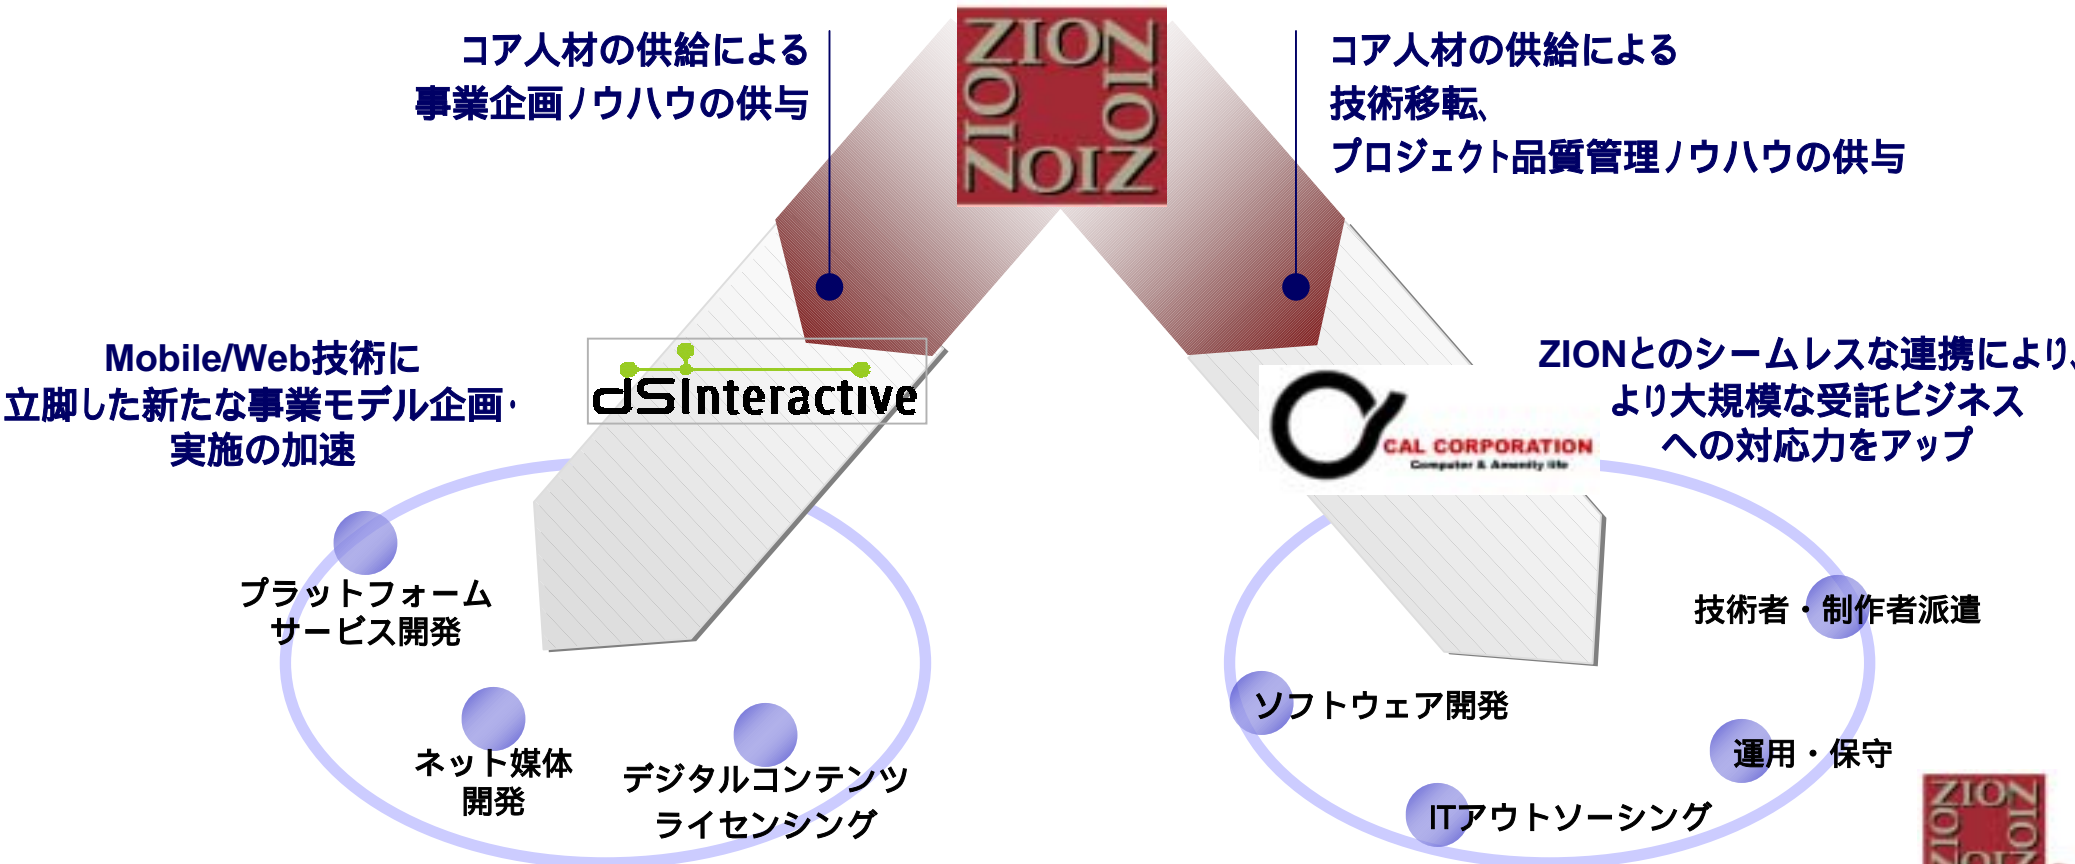 コア人材の供給による
事業企画ノウハウの供与
ZION
ZION
ZION
ZION
コア人材の供給による
技術移転、
プロジェクト品質管理ノウハウの供与
Mobile/Web技術に
立脚した新たな事業モデル企画・
実施の加速
dSInteractive
CAL CORPORATION
Computer & Amenity life
ZIONとのシームレスな連携により、
より大規模な受託ビジネス
への対応力をアップ
プラットフォーム
サービス開発
ネット媒体
開発
デジタルコンテンツ
ライセンシング
技術者・制作者派遣
ソフトウェア開発
運用・保守
ITアウトソーシング
ZION
ZION
ZION
ZION